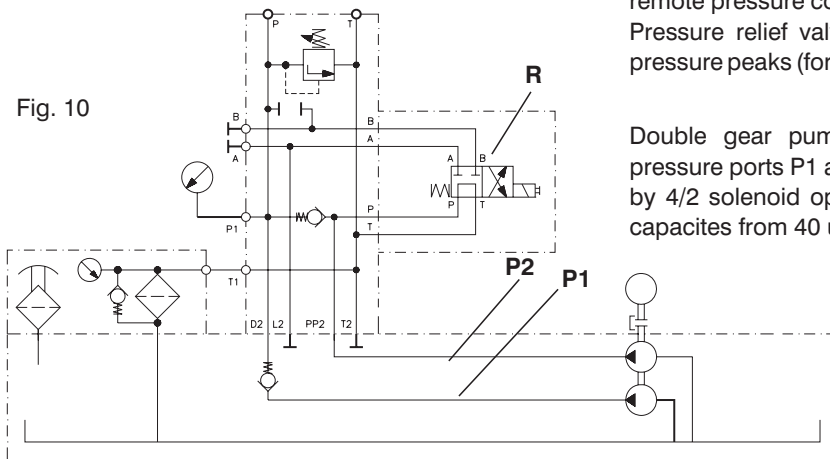 remote pressure co
Pressure relief val
pressure peaks (for
Double gear pum
pressure ports P1 a
by 4/2 solenoid op
capacites from 40 u
Fig. 10
P T
R
B B
A A
A B
P1 P P T
T
T1
P2 P1
D2 L2 PP2 T2